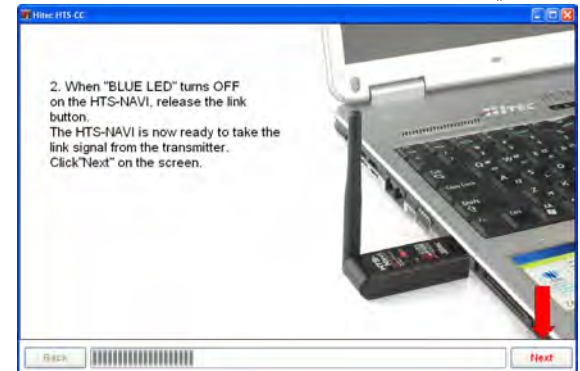 Hitec HTS-CC
2. When "BLUE LED" turns OFF
on the HTS-NAVI, release the link
button.
The HTS-NAVI is now ready to take the
link signal from the transmitter.
Click"Next" on the screen.
HITEC
Back
Next